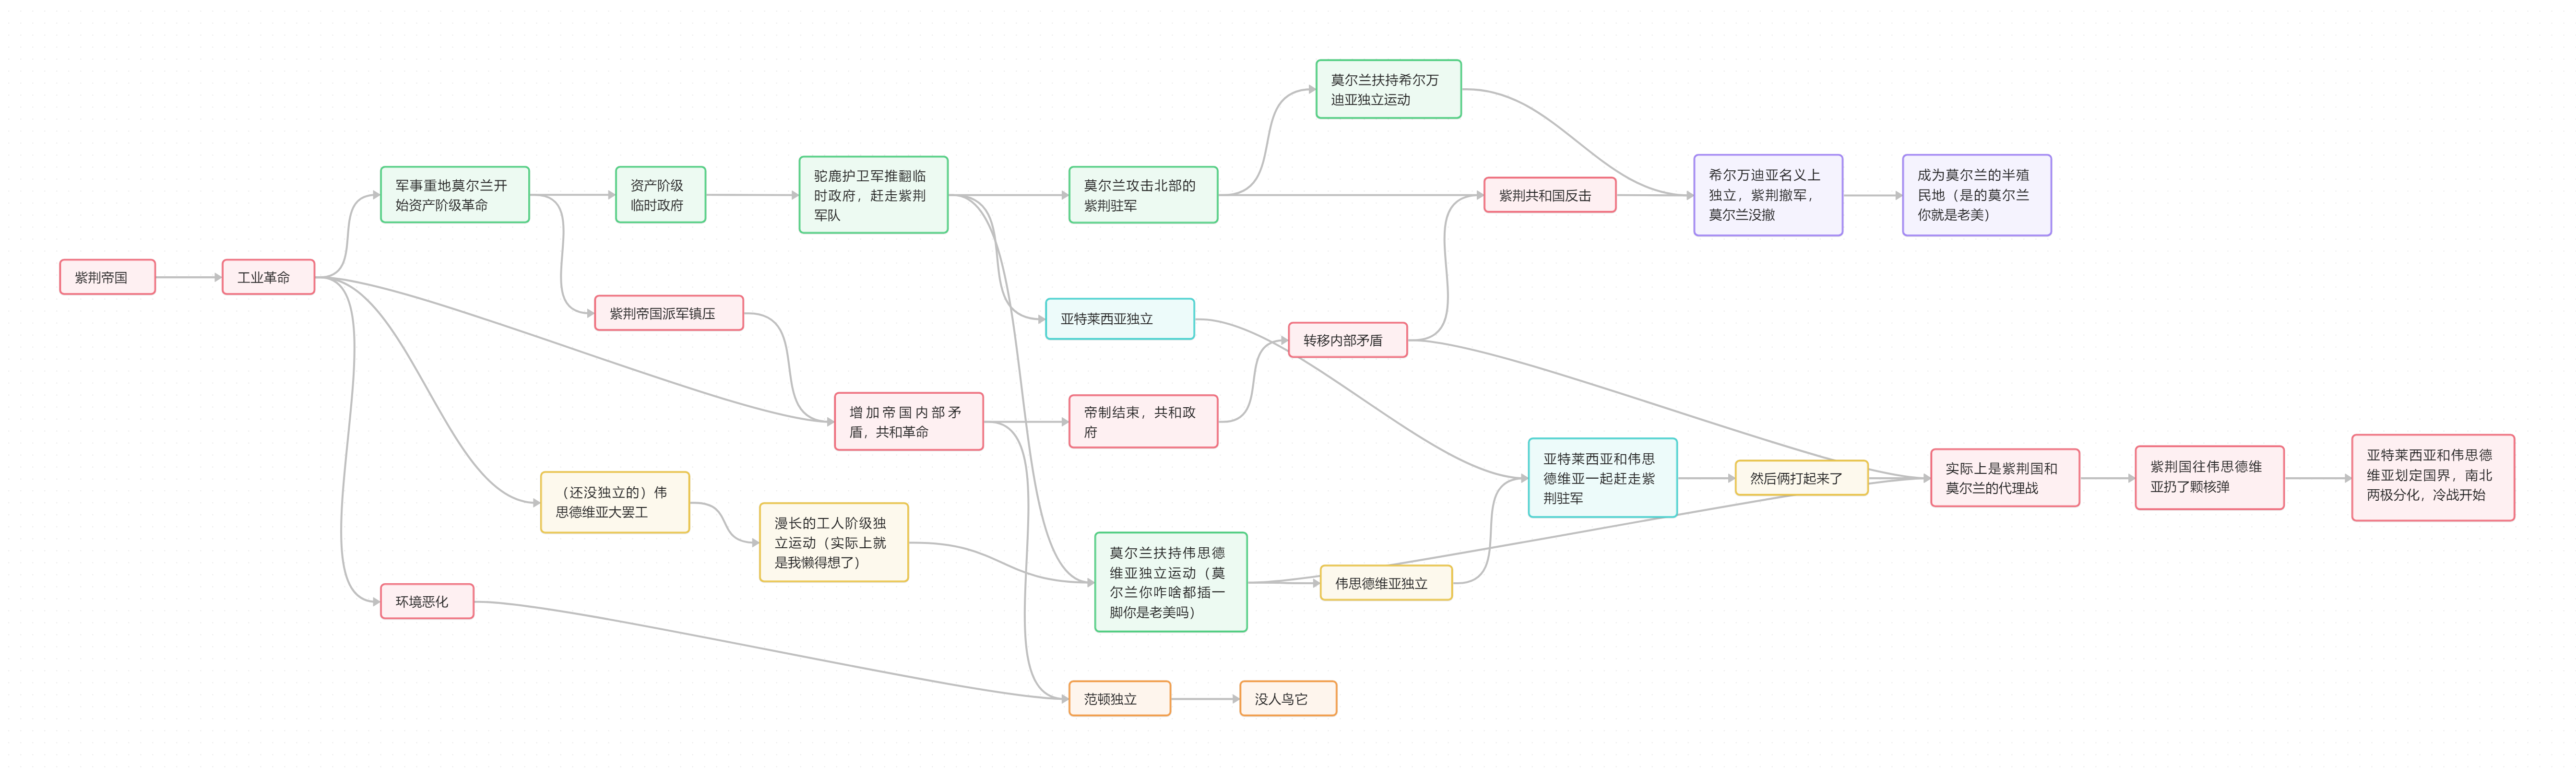 莫尔兰扶持希尔万
迪亚独立运动
军事重地莫尔兰开
始资产阶级革命
资产阶级
临时政府
驼鹿护卫军推翻临
时政府，赶走紫荆
军队
莫尔兰攻击北部的
紫荆驻军
紫荆共和国反击
希尔万迪亚名义上
独立，紫荆撤军，
莫尔兰没撤
成为莫尔兰的半殖
民地（是的莫尔兰
你就是老美）
紫荆帝国
工业革命
紫荆帝国派军镇压
亚特莱西亚独立
转移内部矛盾
增加帝国内部矛
盾，共和革命
帝制结束，共和政
府
（还没独立的）伟
思德维亚大罢工
漫长的工人阶级独
立运动（实际上就
是我懒得想了）
亚特莱西亚和伟思
德维亚一起赶走紫
荆驻军
然后俩打起来了
实际上是紫荆国和
莫尔兰的代理战
紫荆国往伟思德维
亚扔了颗核弹
亚特莱西亚和伟思德
维亚划定国界，南北
两极分化，冷战开始
环境恶化
莫尔兰扶持伟思德
维亚独立运动（莫
尔兰你咋啥都插一
脚你是老美吗）
伟思德维亚独立
范顿独立
没人鸟它